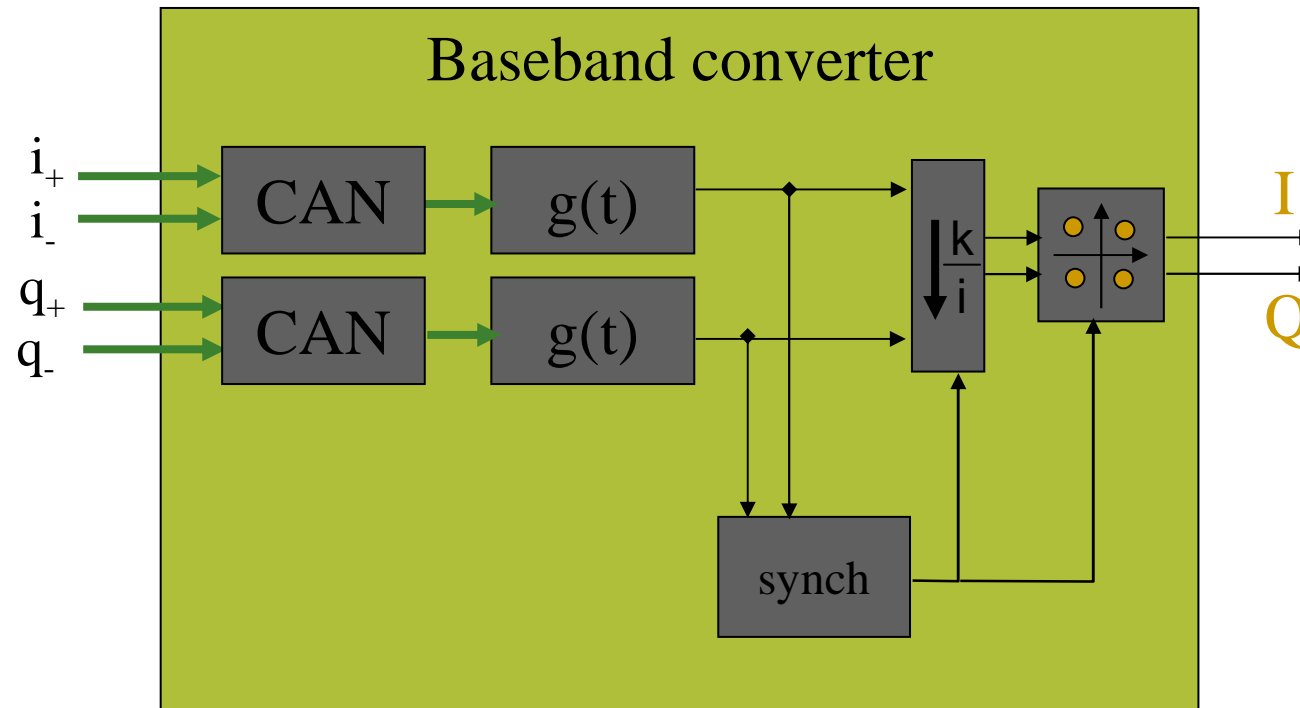 Baseband converter
i+
i-
q+
q-
CAN
g(t)
CAN
g(t)
k
i
synch
I
Q